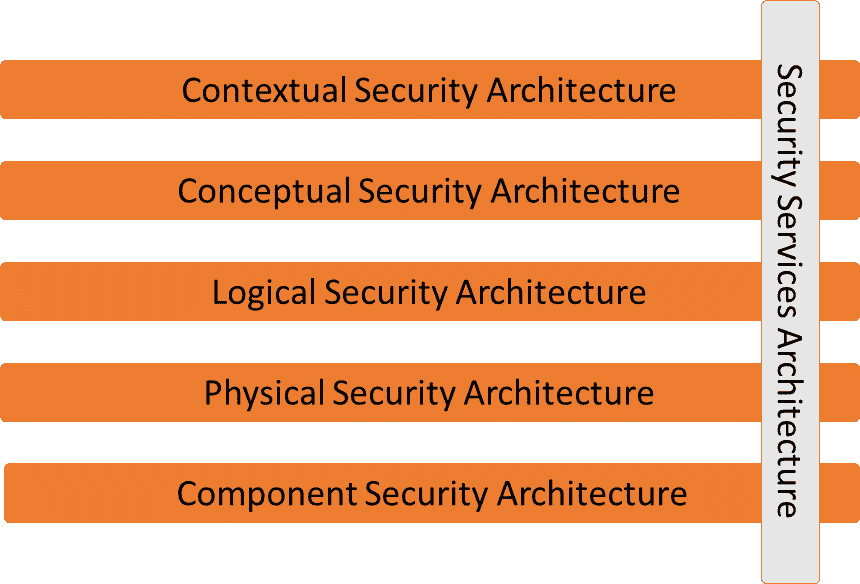 Contextual Security Architecture
Conceptual Security Architecture
Logical Security Architecture
Physical Security Architecture
Component Security Architecture
Security Services Architecture